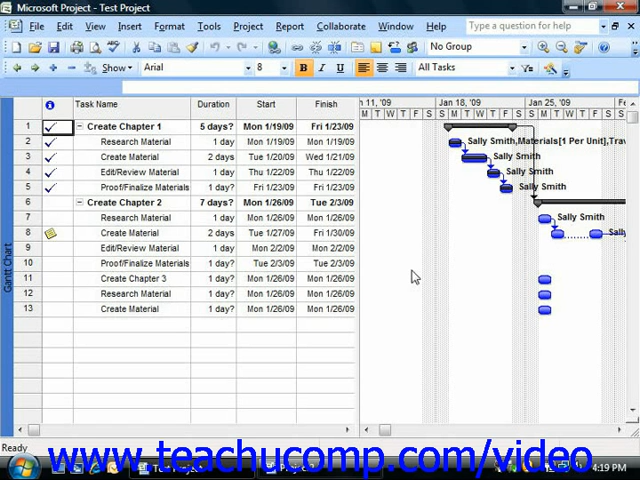 Microsoft Project - Test Project
File Edit View Insert Format Tools Project Report Collaborate Window Help Type a question for help
No Group
Show Arial 8 B I U All Tasks
Task Name Duration Start Finish
n 11, '09 Jan 18, '09 Jan 25, '09 Fe
M T W T F S S M T W T F S S M T W T F S S M
1 Create Chapter 1 5 days? Mon 1/19/09 Fri 1/23/09
2 Research Material 1 day Mon 1/19/09 Mon 1/19/09 Sally Smith,Materials[1 Per Unit],Trav
3 Create Material 2 days Tue 1/20/09 Wed 1/21/09 Sally Smith
4 Edit/Review Material 1 day Thu 1/22/09 Thu 1/22/09 Sally Smith
5 Proof/Finalize Materials 1 day? Fri 1/23/09 Fri 1/23/09 Sally Smith
6 Create Chapter 2 7 days? Mon 1/26/09 Tue 2/3/09
7 Research Material 1 day Mon 1/26/09 Mon 1/26/09 Sally Smith
8 Create Material 2 days Tue 1/27/09 Fri 1/30/09 Sally
9 Edit/Review Material 1 day Mon 2/2/09 Mon 2/2/09
10 Proof/Finalize Materials 1 day? Tue 2/3/09 Tue 2/3/09
11 Create Chapter 3 1 day? Mon 1/26/09 Mon 1/26/09
12 Research Material 1 day? Mon 1/26/09 Mon 1/26/09
13 Create Material 1 day? Mon 1/26/09 Mon 1/26/09
Gantt Chart
Ready
www.teachucomp.com/video
4:19 PM